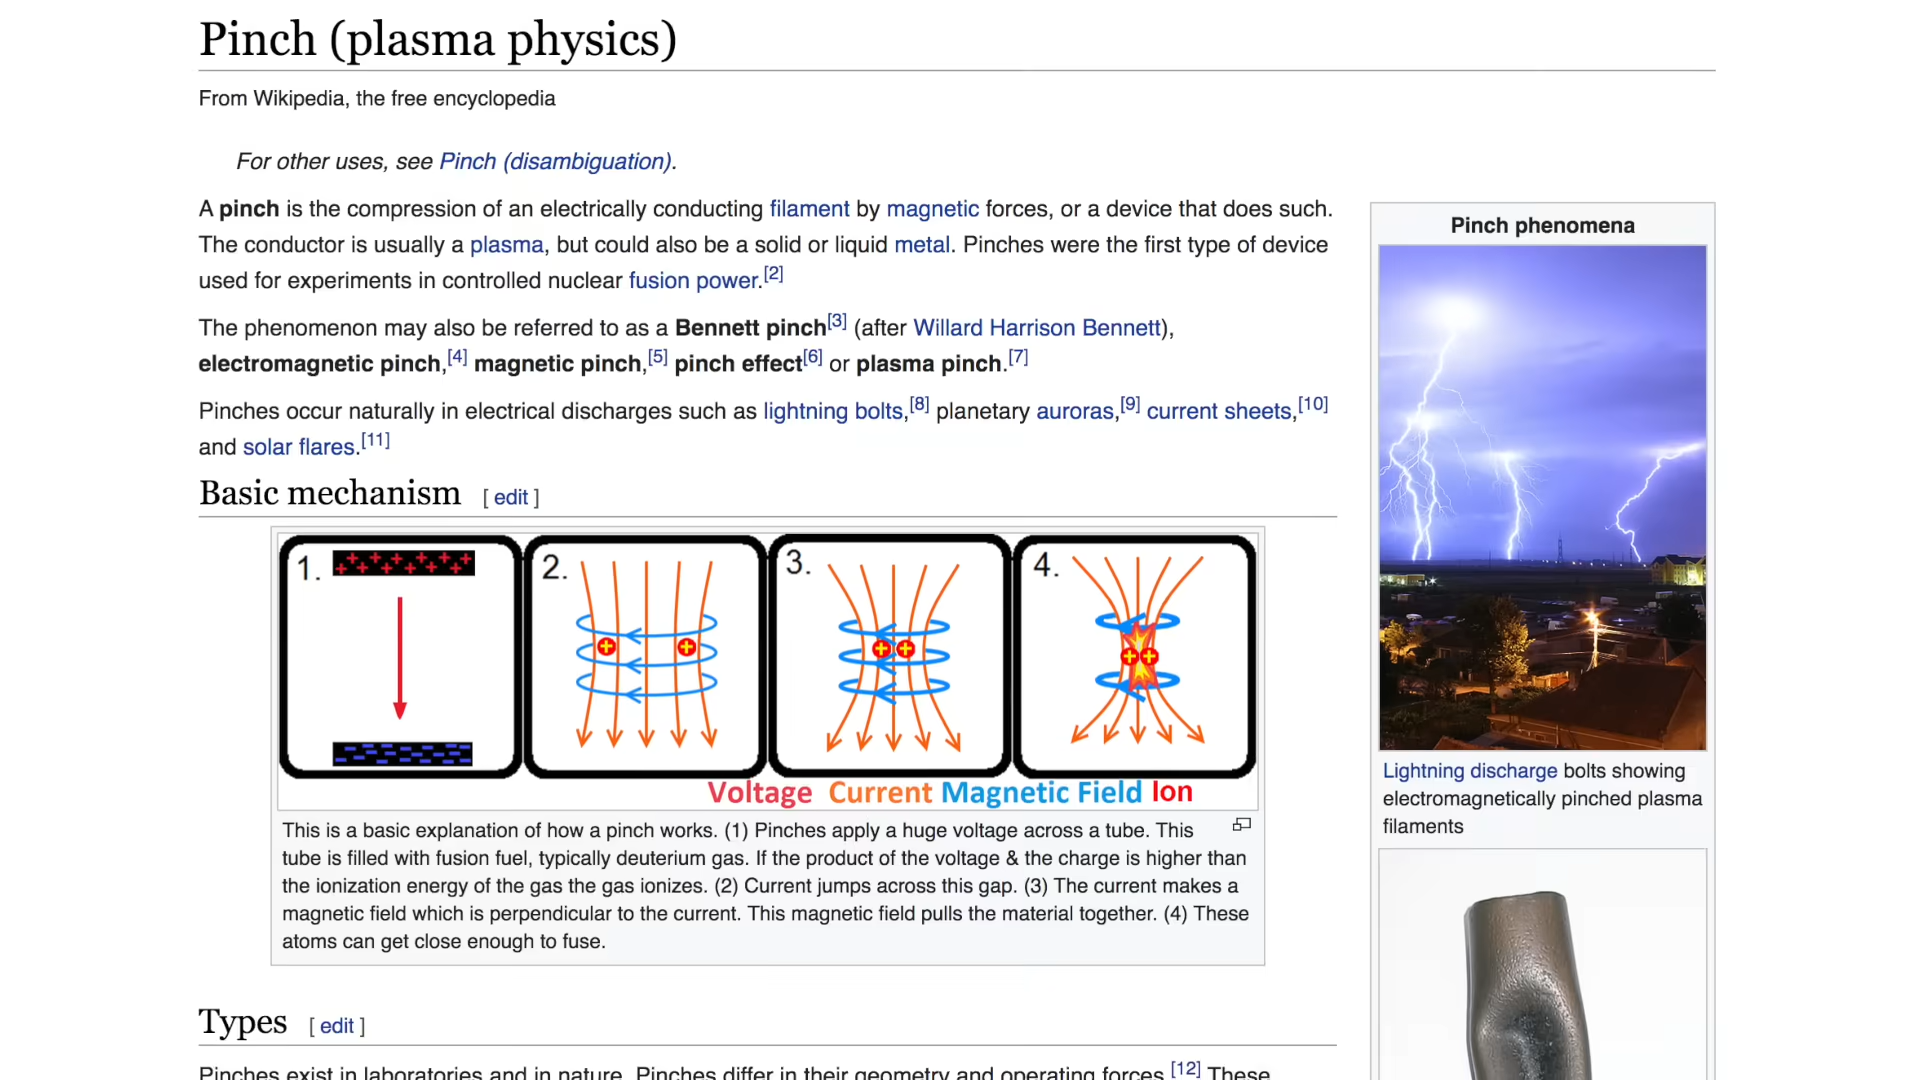 Pinch (plasma physics)
From Wikipedia, the free encyclopedia
For other uses, see Pinch (disambiguation).
A pinch is the compression of an electrically conducting filament by magnetic forces, or a device that does such.
The conductor is usually a plasma, but could also be a solid or liquid metal. Pinches were the first type of device
used for experiments in controlled nuclear fusion power.[2]
The phenomenon may also be referred to as a Bennett pinch[3] (after Willard Harrison Bennett),
electromagnetic pinch,[4] magnetic pinch,[5] pinch effect[6] or plasma pinch.[7]
Pinches occur naturally in electrical discharges such as lightning bolts,[8] planetary auroras,[9] current sheets,[10]
and solar flares.[11]
Basic mechanism [ edit ]
1. 2. 3. 4.
Voltage Current Magnetic Field Ion
This is a basic explanation of how a pinch works. (1) Pinches apply a huge voltage across a tube. This
tube is filled with fusion fuel, typically deuterium gas. If the product of the voltage & the charge is higher than
the ionization energy of the gas the gas ionizes. (2) Current jumps across this gap. (3) The current makes a
magnetic field which is perpendicular to the current. This magnetic field pulls the material together. (4) These
atoms can get close enough to fuse.
Types [ edit ]
Pinches exist in laboratories and in nature. Pinches differ in their geometry and operating forces.[12] These
Pinch phenomena
Lightning discharge bolts showing
electromagnetically pinched plasma
filaments